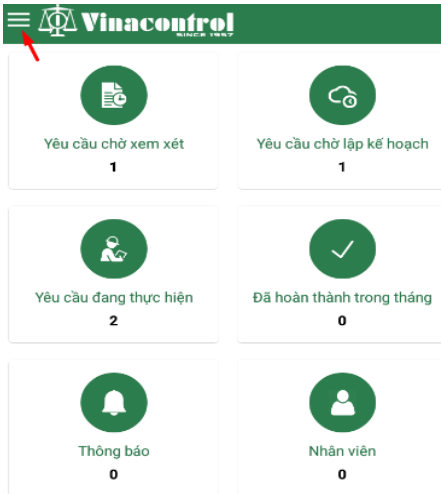 Vinacontrol
SINCE 1957
Yêu cầu chờ xem xét
1
Yêu cầu chờ lập kế hoạch
1
Yêu cầu đang thực hiện
2
Đã hoàn thành trong tháng
0
Thông báo
0
Nhân viên
0